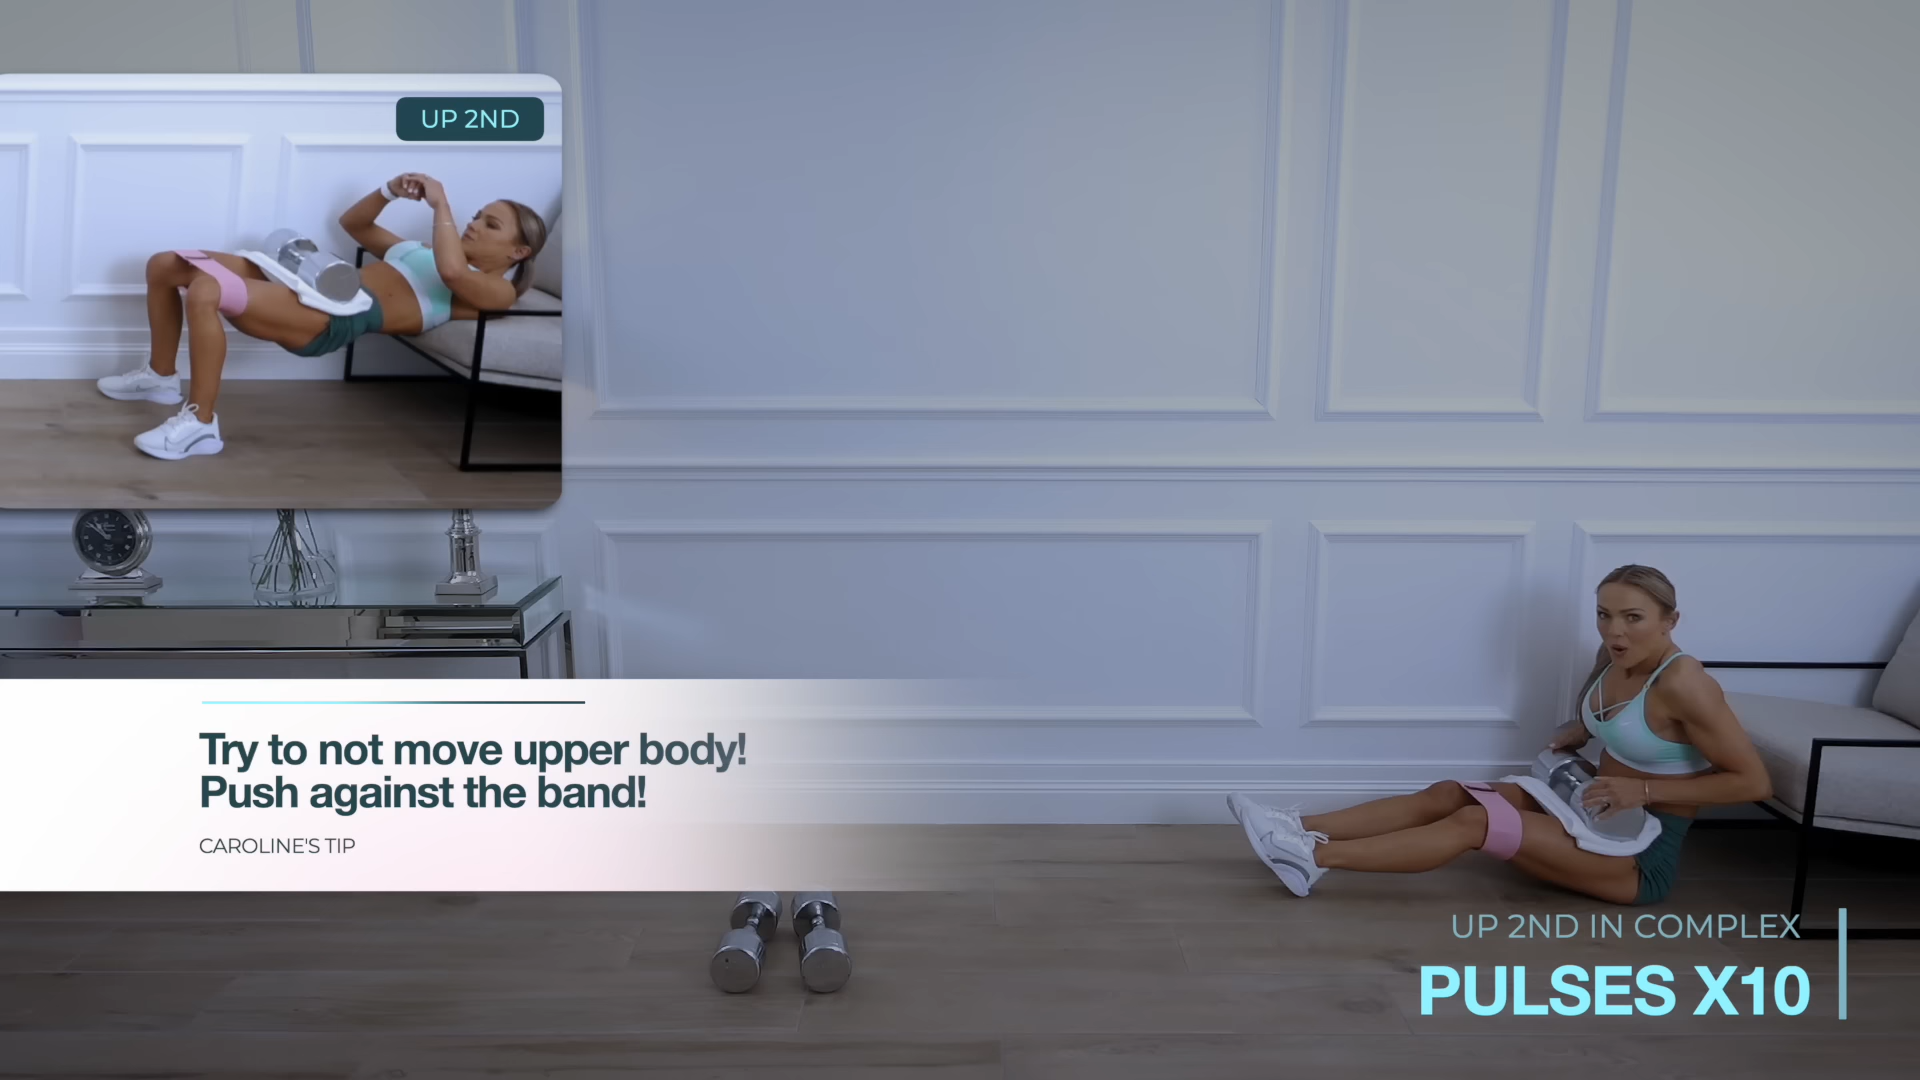 UP 2ND
Try to not move upper body!
Push against the band!
CAROLINE'S TIP
UP 2ND IN COMPLEX
PULSES X10